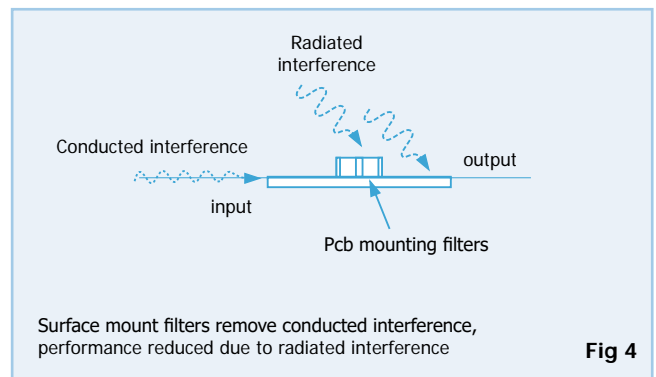 Radiated
interference
Conducted interference
output
input
Pcb mounting filters
Surface mount filters remove conducted interference,
performance reduced due to radiated interference
Fig 4